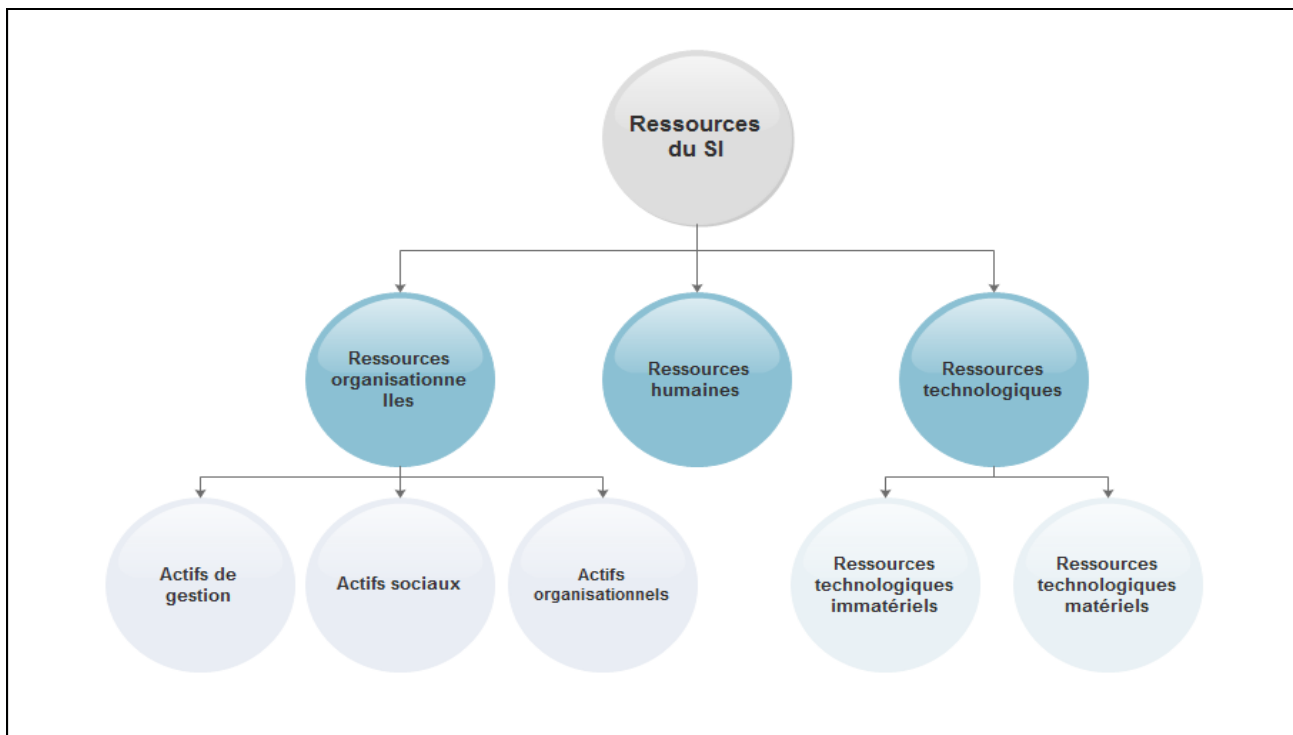 Ressources
du SI
Ressources
organisationne
lles
Ressources
humaines
Ressources
technologiques
Actifs de
gestion
Actifs sociaux
Actifs
organisationnels
Ressources
technologiques
immatériels
Ressources
technologiques
matériels